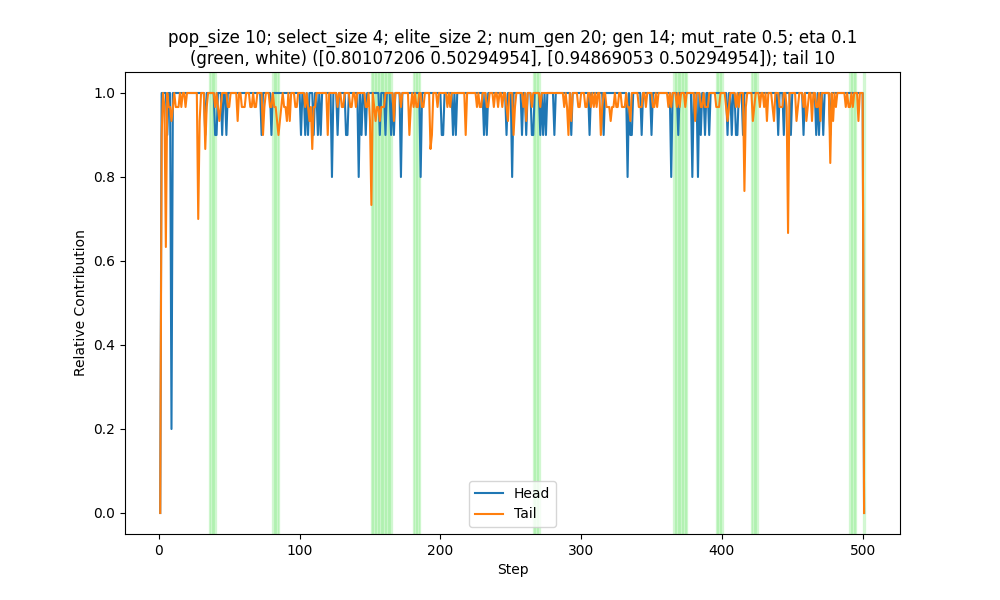 pop_size 10; select_size 4; elite_size 2; num_gen 20; gen 14; mut_rate 0.5; eta 0.1
(green, white) ([0.80107206 0.50294954], [0.94869053 0.50294954]); tail 10
Relative Contribution
1.0
0.8
0.6
0.4
0.2
0.0
Head
Tail
0 100 200 300 400 500
Step